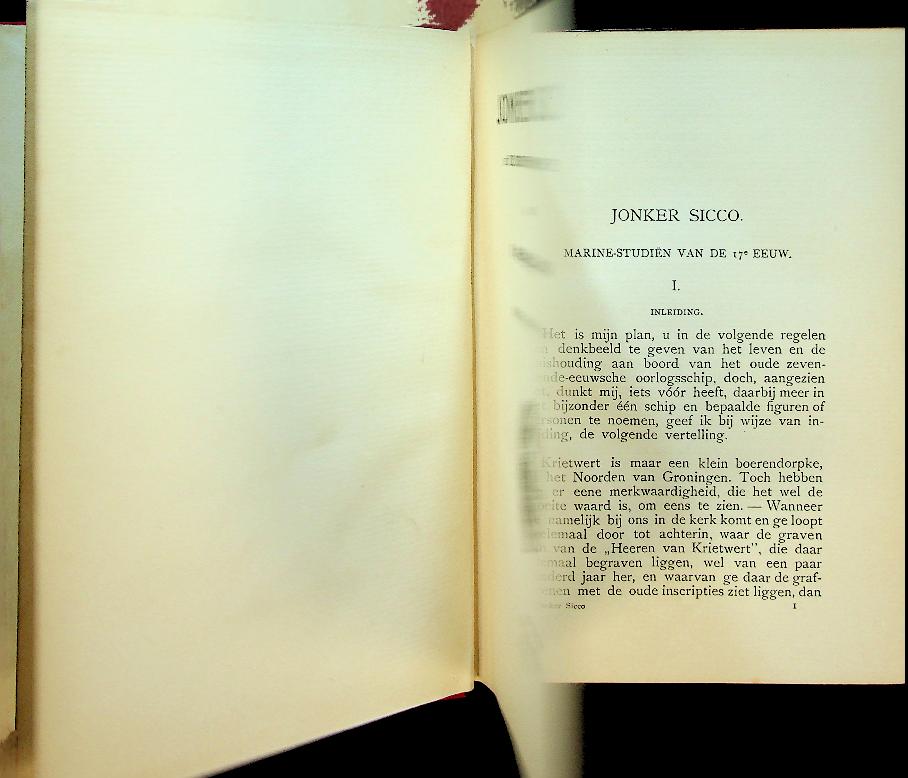 JONKER SICCO.
MARINE-STUDIËN VAN DE 17e EEUW.
I.
INLEIDING.
Het is mijn plan, u in de volgende regelen
denkbeeld te geven van het leven en de
ishouding aan boord van het oude zeven-
de-eeuwsche oorlogsschip, doch, aangezien
dunkt mij, iets vóór heeft, daarbij meer in
bijzonder één schip en bepaalde figuren of
sonen te noemen, geef ik bij wijze van in-
ding, de volgende vertelling.
Krietwert is maar een klein boerendorpke,
het Noorden van Groningen. Toch hebben
er eene merkwaardigheid, die het wel de
eite waard is, om eens te zien. — Wanneer
namelijk bij ons in de kerk komt en ge loopt
lemaal door tot achterin, waar de graven
van de „Heeren van Krietwert", die daar
maal begraven liggen, wel van een paar
derd jaar her, en waarvan ge daar de graf-
enen met de oude inscripties ziet liggen, dan
Sicco 1